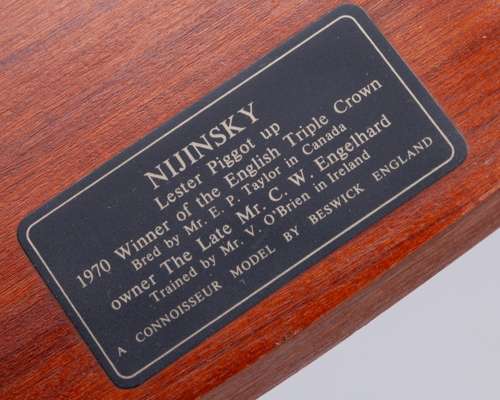 NIJINSKY
Lester Piggot up
1970 Winner of the English Triple Crown
Bred by Mr. E. P. Taylor in Canada
owner The Late Mr. C. W. Engelhard
Trained by Mr. V. O'Brien in Ireland
A CONNOISSEUR MODEL BY BESWICK ENGLAND